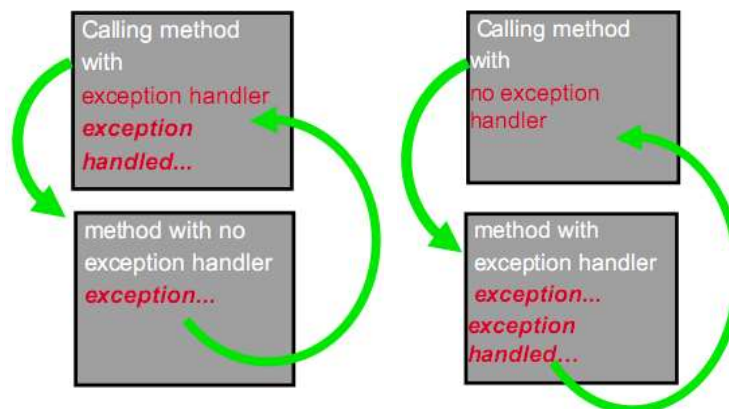 Calling method
with
exception handler
exception
handled...
method with no
exception handler
exception...
Calling method
with
no exception
handler
method with
exception handler
exception...
exception
handled...